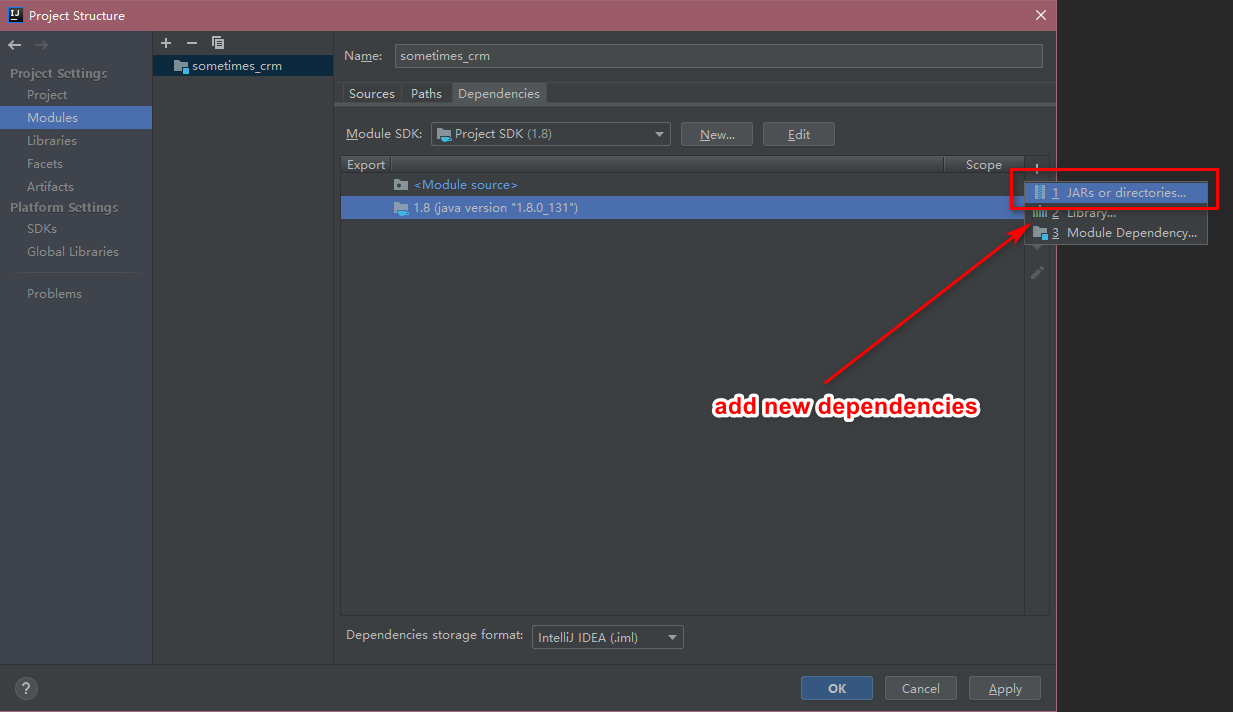 Project Structure
Project Settings
Project
Modules
Libraries
Facets
Artifacts
Platform Settings
SDKs
Global Libraries
Problems
sometimes_crm
Name: sometimes_crm
Sources Paths Dependencies
Module SDK: Project SDK (1.8) New... Edit
Export Scope
<Module source>
1.8 (java version "1.8.0_131")
1 JARs or directories...
2 Library...
3 Module Dependency...
add new dependencies
Dependencies storage format: IntelliJ IDEA (.iml)
? OK Cancel Apply